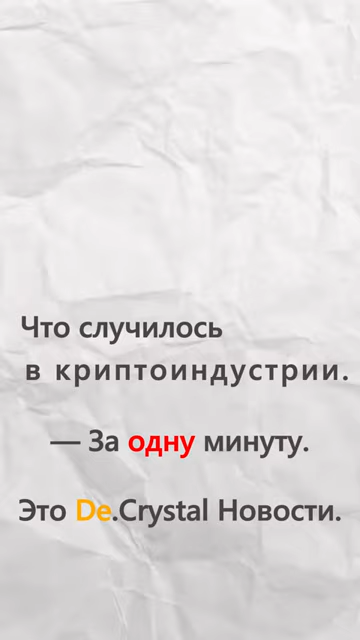 Что случилось
в криптоиндустрии.
— За одну минуту.
Это De.Crystal Новости.